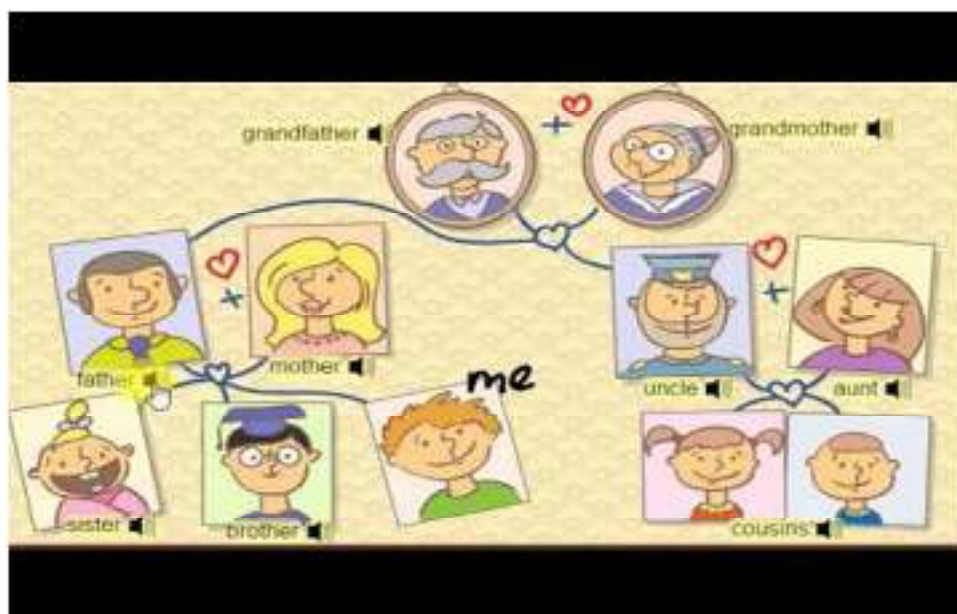 grandfather
grandmother
me
father
mother
uncle
aunt
sister
brother
cousins